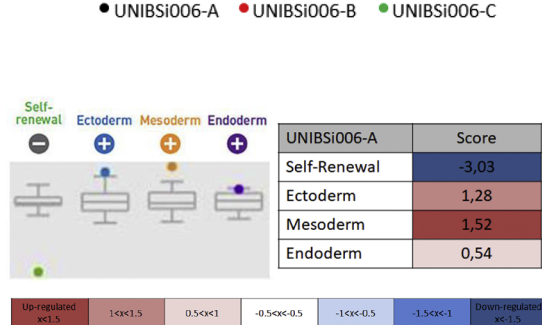 UNIBSi006-A UNIBSi006-B UNIBSi006-C
Self-
renewal Ectoderm Mesoderm Endoderm
− + + +
UNIBSi006-A Score
Self-Renewal -3,03
Ectoderm 1,28
Mesoderm 1,52
Endoderm 0,54
Up-regulated 1<x<1.5 0.5<x<1 -0.5<x<-0.5 -1<x<-0.5 -1.5<x<-1 Down-regulated
x<1.5 x<-1.5